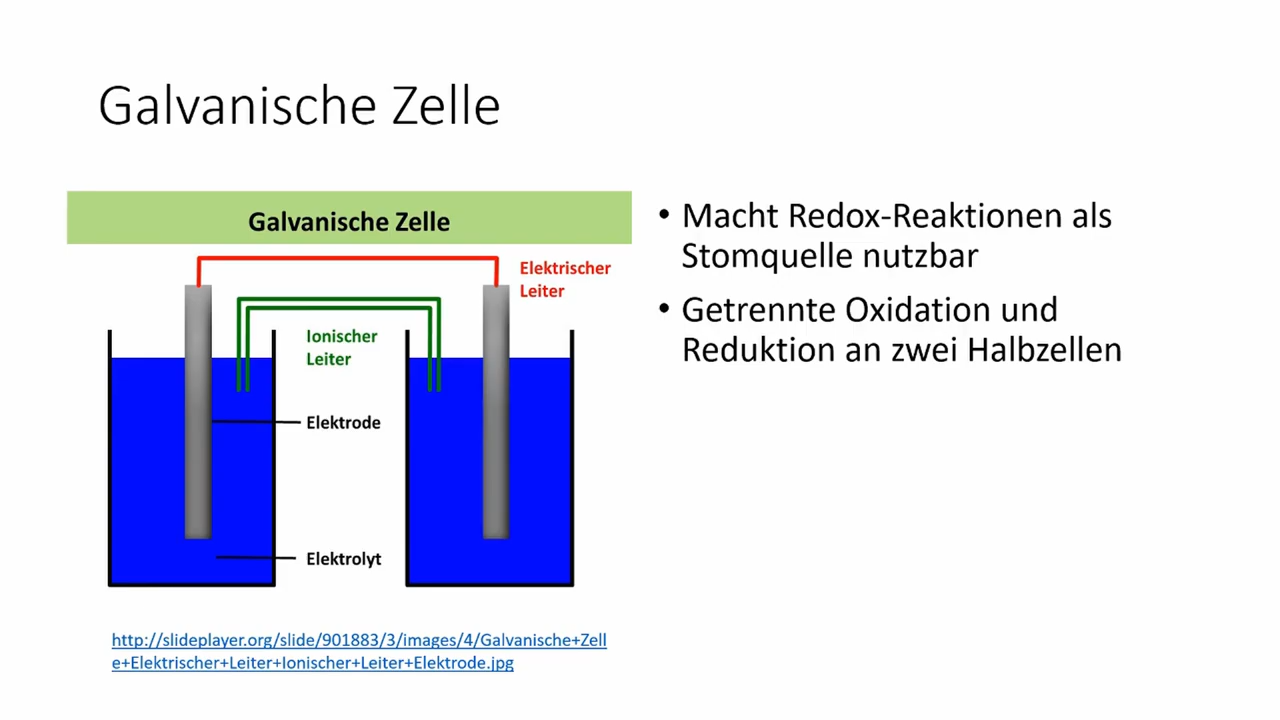 Galvanische Zelle
Galvanische Zelle
Elektrischer
Leiter
Ionischer
Leiter
Elektrode
Elektrolyt
http://slideplayer.org/slide/901883/3/images/4/Galvanische+Zell
e+Elektrischer+Leiter+Ionischer+Leiter+Elektrode.jpg
• Macht Redox-Reaktionen als
Stomquelle nutzbar
• Getrennte Oxidation und
Reduktion an zwei Halbzellen